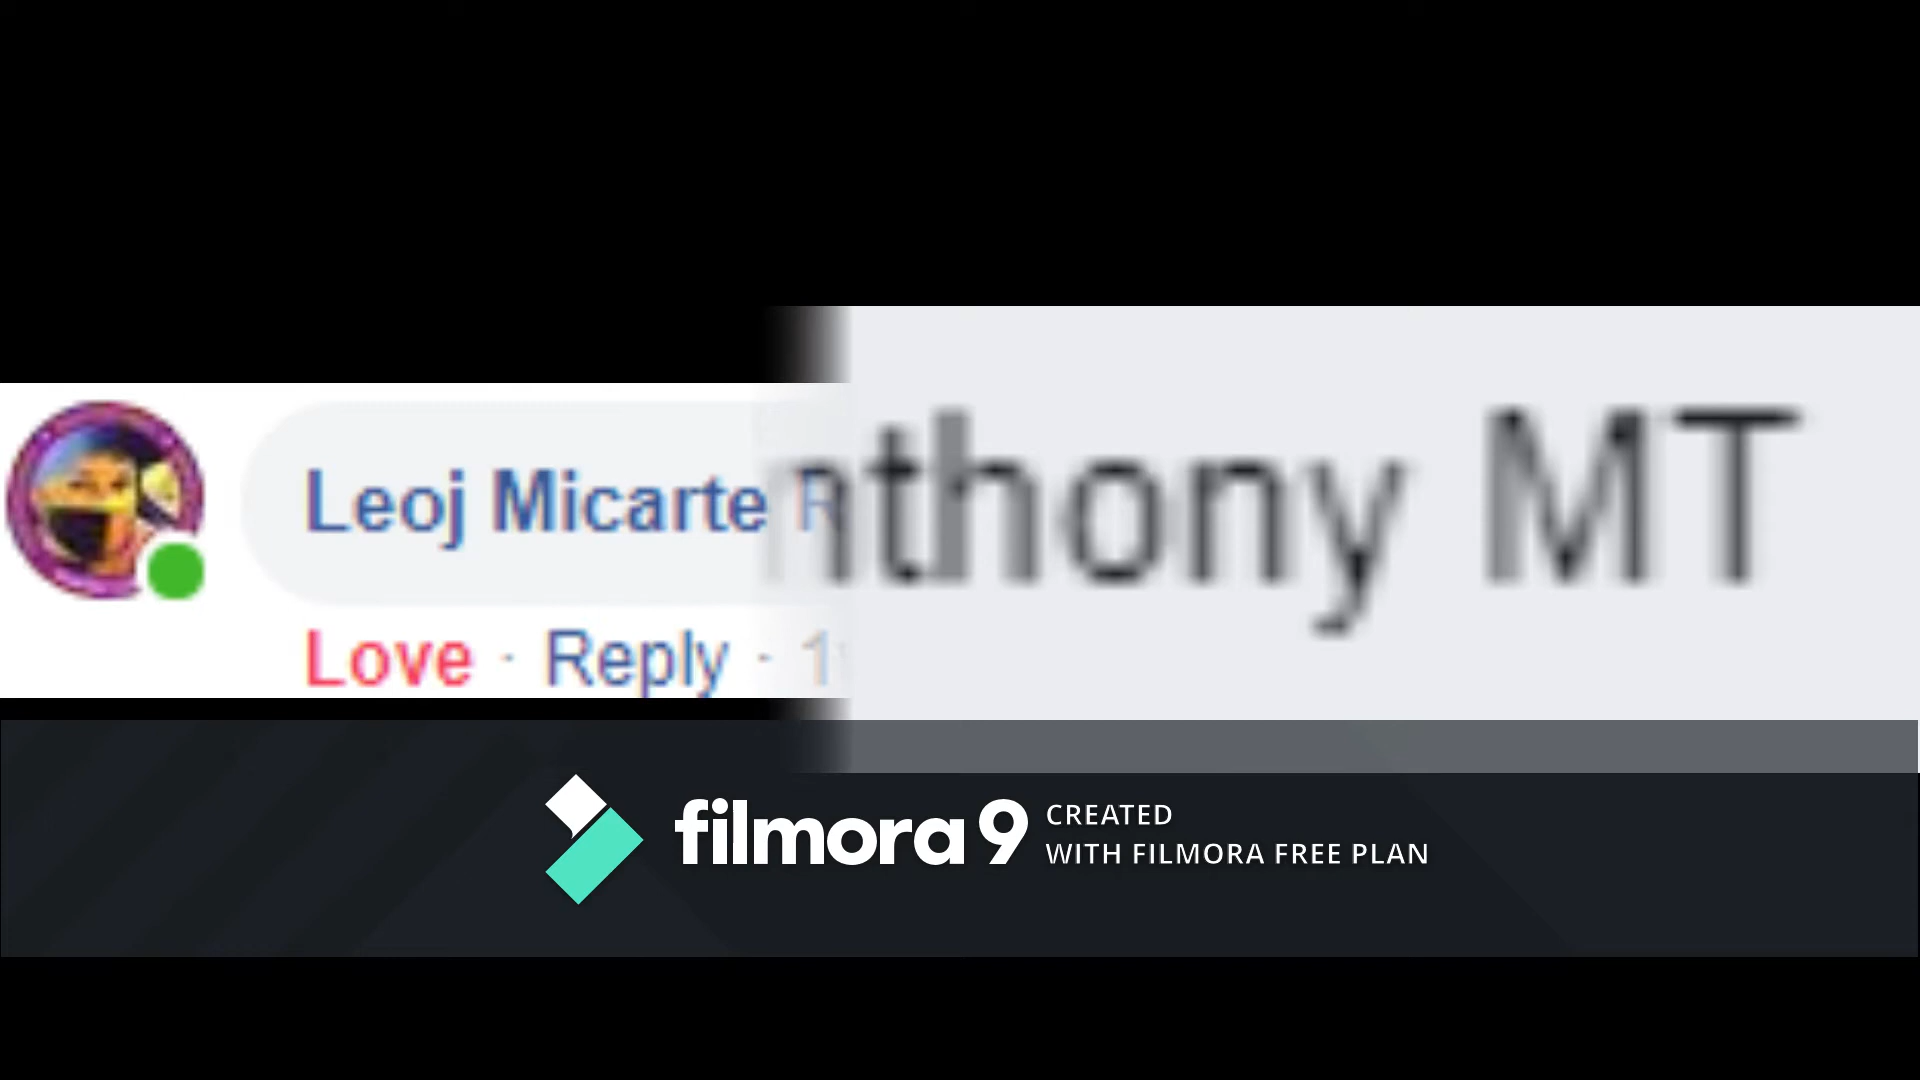 Leoj Micarte
nthony MT
Love · Reply ·
filmora 9
CREATED
WITH FILMORA FREE PLAN